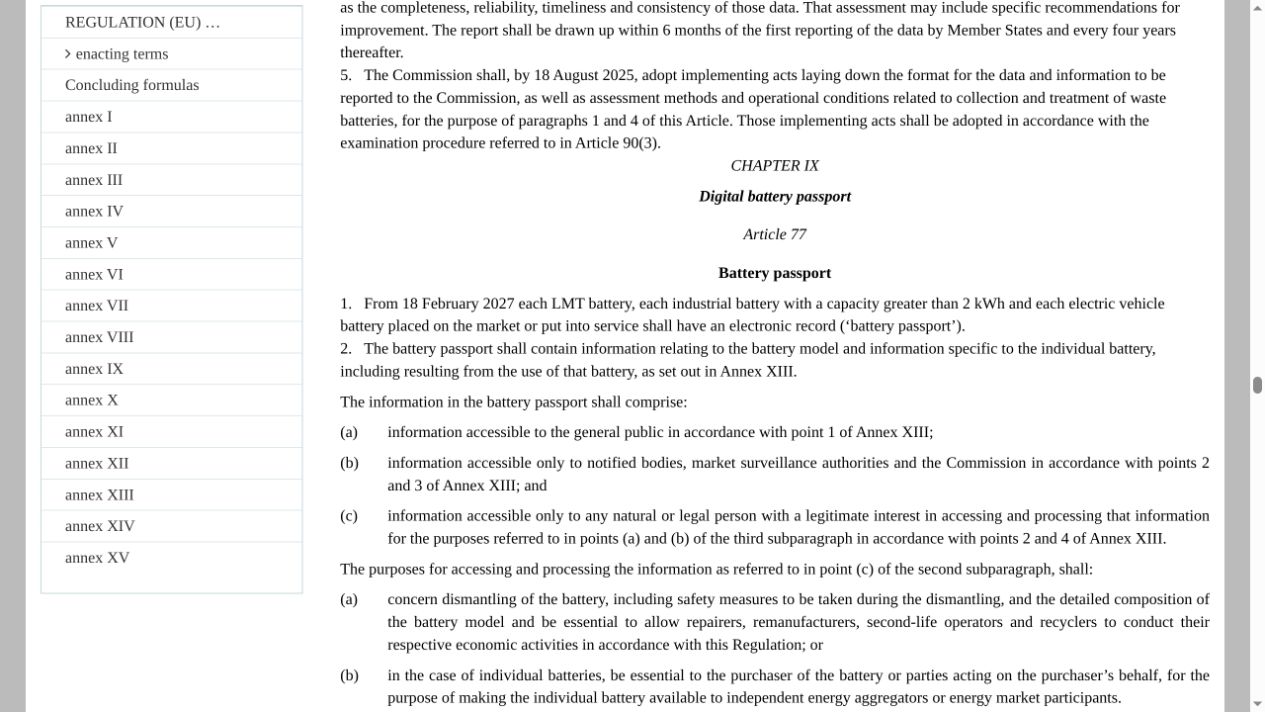 REGULATION (EU) …
enacting terms
Concluding formulas
annex I
annex II
annex III
annex IV
annex V
annex VI
annex VII
annex VIII
annex IX
annex X
annex XI
annex XII
annex XIII
annex XIV
annex XV
as the completeness, reliability, timeliness and consistency of those data. That assessment may include specific recommendations for
improvement. The report shall be drawn up within 6 months of the first reporting of the data by Member States and every four years
thereafter.
5. The Commission shall, by 18 August 2025, adopt implementing acts laying down the format for the data and information to be
reported to the Commission, as well as assessment methods and operational conditions related to collection and treatment of waste
batteries, for the purpose of paragraphs 1 and 4 of this Article. Those implementing acts shall be adopted in accordance with the
examination procedure referred to in Article 90(3).
CHAPTER IX
Digital battery passport
Article 77
Battery passport
1. From 18 February 2027 each LMT battery, each industrial battery with a capacity greater than 2 kWh and each electric vehicle
battery placed on the market or put into service shall have an electronic record (‘battery passport’).
2. The battery passport shall contain information relating to the battery model and information specific to the individual battery,
including resulting from the use of that battery, as set out in Annex XIII.
The information in the battery passport shall comprise:
(a) information accessible to the general public in accordance with point 1 of Annex XIII;
(b) information accessible only to notified bodies, market surveillance authorities and the Commission in accordance with points 2
and 3 of Annex XIII; and
(c) information accessible only to any natural or legal person with a legitimate interest in accessing and processing that information
for the purposes referred to in points (a) and (b) of the third subparagraph in accordance with points 2 and 4 of Annex XIII.
The purposes for accessing and processing the information as referred to in point (c) of the second subparagraph, shall:
(a) concern dismantling of the battery, including safety measures to be taken during the dismantling, and the detailed composition of
the battery model and be essential to allow repairers, remanufacturers, second-life operators and recyclers to conduct their
respective economic activities in accordance with this Regulation; or
(b) in the case of individual batteries, be essential to the purchaser of the battery or parties acting on the purchaser’s behalf, for the
purpose of making the individual battery available to independent energy aggregators or energy market participants.